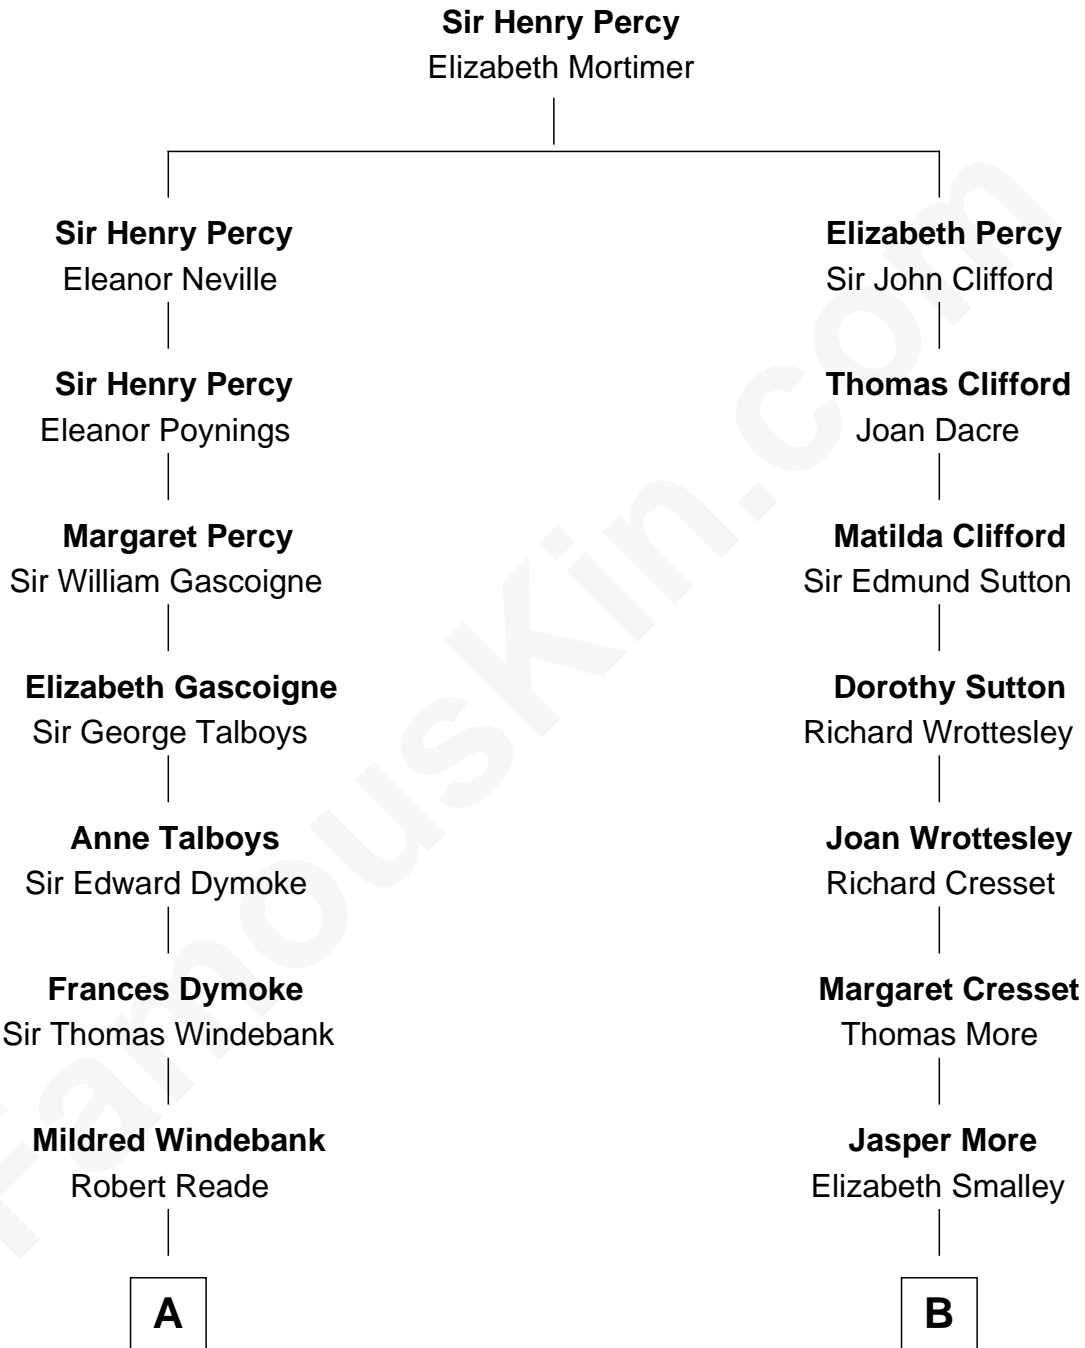 Sir Henry Percy
Elizabeth Mortimer
Sir Henry Percy
Eleanor Neville
Sir Henry Percy
Eleanor Poynings
Margaret Percy
Sir William Gascoigne
Elizabeth Gascoigne
Sir George Talboys
Anne Talboys
Sir Edward Dymoke
Frances Dymoke
Sir Thomas Windebank
Mildred Windebank
Robert Reade
A
Elizabeth Percy
Sir John Clifford
Thomas Clifford
Joan Dacre
Matilda Clifford
Sir Edmund Sutton
Dorothy Sutton
Richard Wrottesley
Joan Wrottesley
Richard Cresset
Margaret Cresset
Thomas More
Jasper More
Elizabeth Smalley
B
FamousKin.com